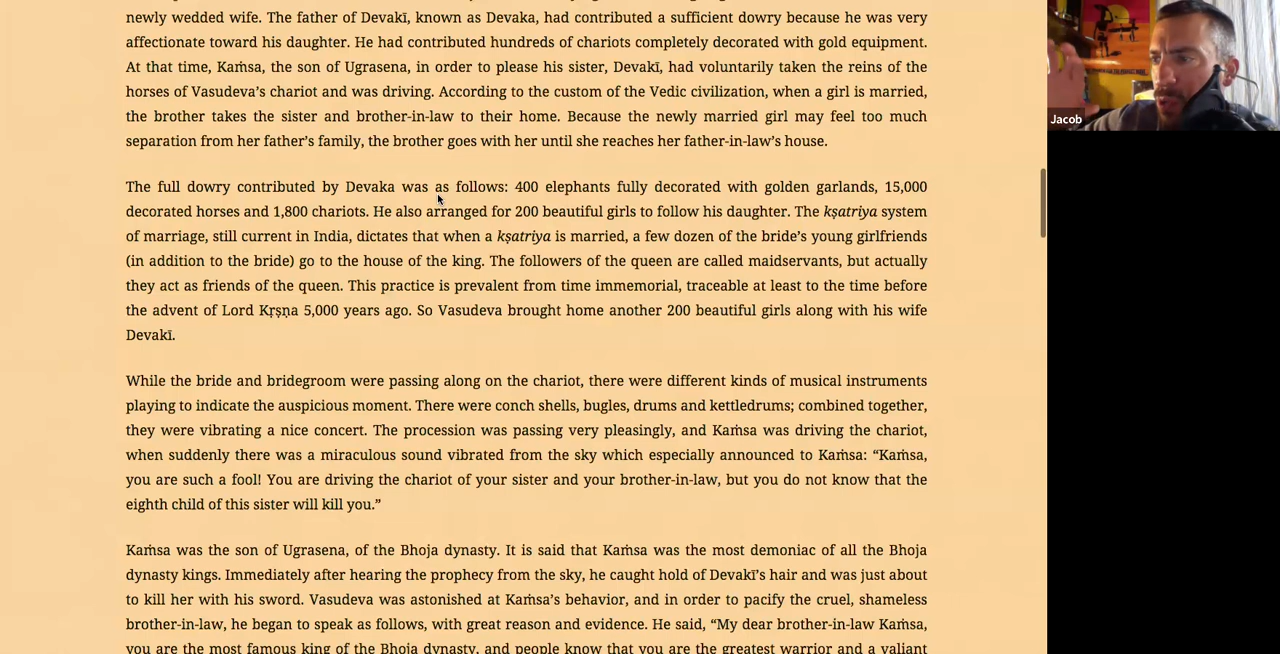 newly wedded wife. The father of Devakī, known as Devaka, had contributed a sufficient dowry because he was very
affectionate toward his daughter. He had contributed hundreds of chariots completely decorated with gold equipment.
At that time, Kaṁsa, the son of Ugrasena, in order to please his sister, Devakī, had voluntarily taken the reins of the
horses of Vasudeva’s chariot and was driving. According to the custom of the Vedic civilization, when a girl is married,
the brother takes the sister and brother-in-law to their home. Because the newly married girl may feel too much
separation from her father’s family, the brother goes with her until she reaches her father-in-law’s house.
The full dowry contributed by Devaka was as follows: 400 elephants fully decorated with golden garlands, 15,000
decorated horses and 1,800 chariots. He also arranged for 200 beautiful girls to follow his daughter. The kṣatriya system
of marriage, still current in India, dictates that when a kṣatriya is married, a few dozen of the bride’s young girlfriends
(in addition to the bride) go to the house of the king. The followers of the queen are called maidservants, but actually
they act as friends of the queen. This practice is prevalent from time immemorial, traceable at least to the time before
the advent of Lord Kṛṣṇa 5,000 years ago. So Vasudeva brought home another 200 beautiful girls along with his wife
Devakī.
While the bride and bridegroom were passing along on the chariot, there were different kinds of musical instruments
playing to indicate the auspicious moment. There were conch shells, bugles, drums and kettledrums; combined together,
they were vibrating a nice concert. The procession was passing very pleasingly, and Kaṁsa was driving the chariot,
when suddenly there was a miraculous sound vibrated from the sky which especially announced to Kaṁsa: “Kaṁsa,
you are such a fool! You are driving the chariot of your sister and your brother-in-law, but you do not know that the
eighth child of this sister will kill you.”
Kaṁsa was the son of Ugrasena, of the Bhoja dynasty. It is said that Kaṁsa was the most demoniac of all the Bhoja
dynasty kings. Immediately after hearing the prophecy from the sky, he caught hold of Devakī’s hair and was just about
to kill her with his sword. Vasudeva was astonished at Kaṁsa’s behavior, and in order to pacify the cruel, shameless
brother-in-law, he began to speak as follows, with great reason and evidence. He said, “My dear brother-in-law Kaṁsa,
you are the most famous king of the Bhoja dynasty, and people know that you are the greatest warrior and a valiant
Jacob